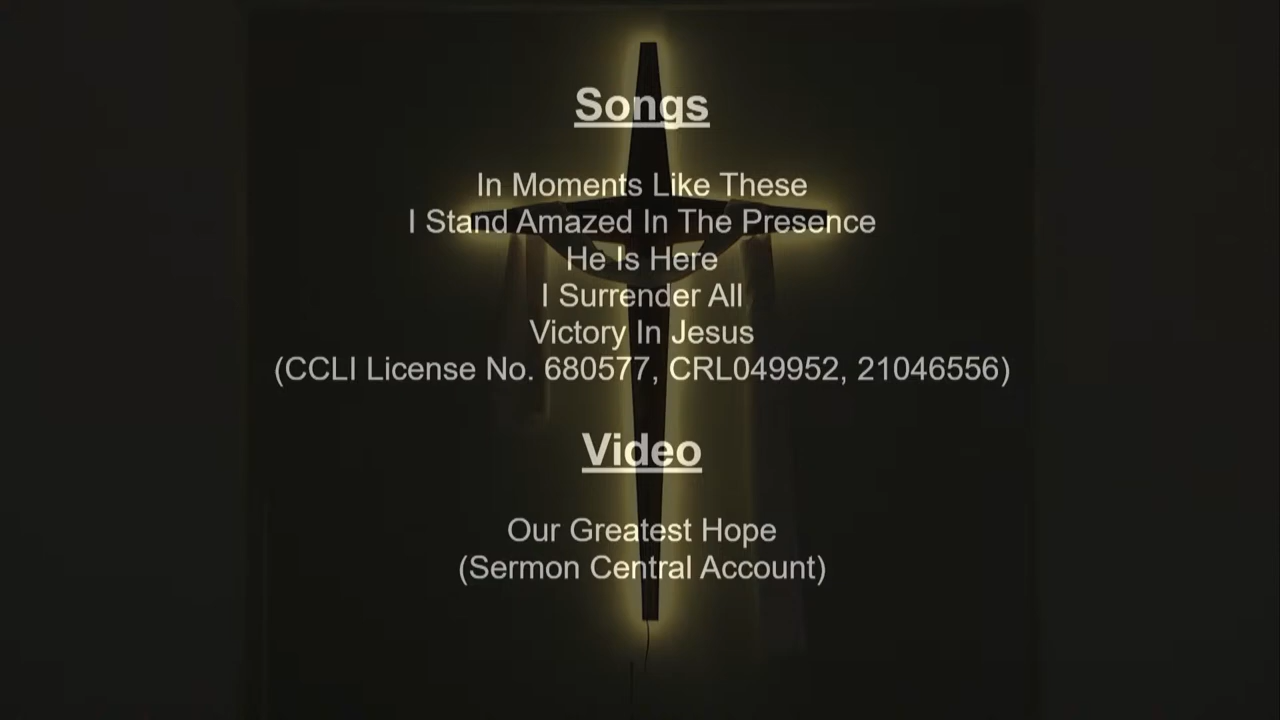 Songs
In Moments Like These
I Stand Amazed In The Presence
He Is Here
I Surrender All
Victory In Jesus
(CCLI License No. 680577, CRL049952, 21046556)
Video
Our Greatest Hope
(Sermon Central Account)